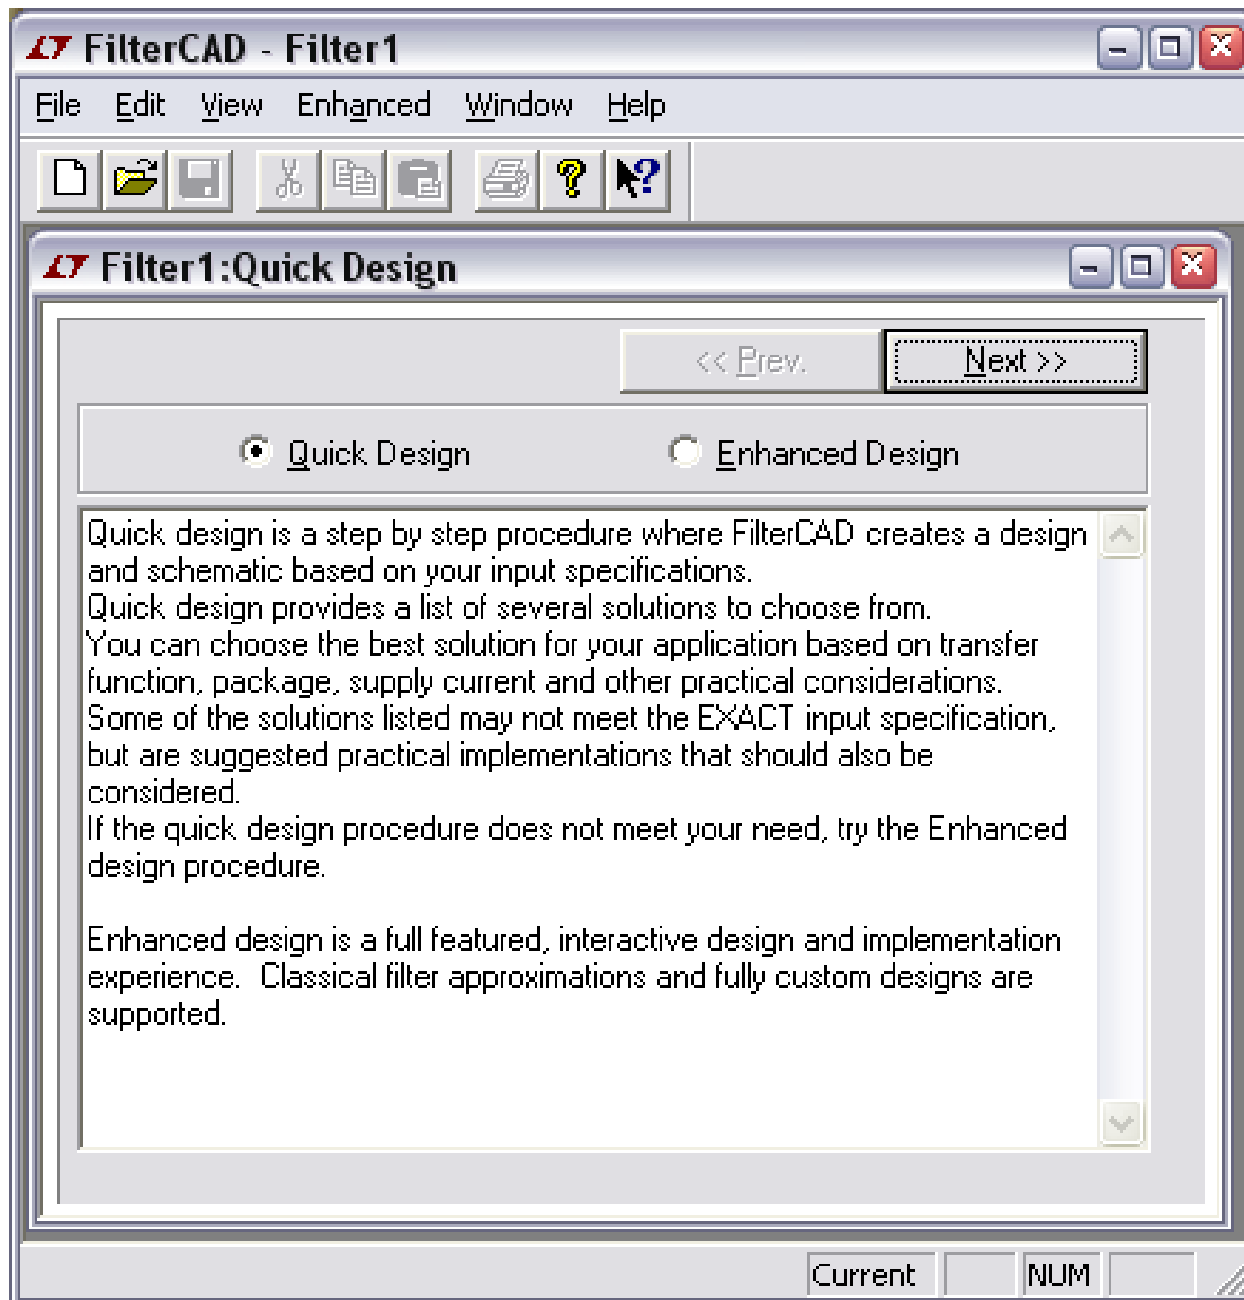 FilterCAD - Filter1
File Edit View Enhanced Window Help
Filter1:Quick Design
<< Prev. Next >>
Quick Design Enhanced Design
Quick design is a step by step procedure where FilterCAD creates a design
and schematic based on your input specifications.
Quick design provides a list of several solutions to choose from.
You can choose the best solution for your application based on transfer
function, package, supply current and other practical considerations.
Some of the solutions listed may not meet the EXACT input specification,
but are suggested practical implementations that should also be
considered.
If the quick design procedure does not meet your need, try the Enhanced
design procedure.
Enhanced design is a full featured, interactive design and implementation
experience.  Classical filter approximations and fully custom designs are
supported.
Current NUM